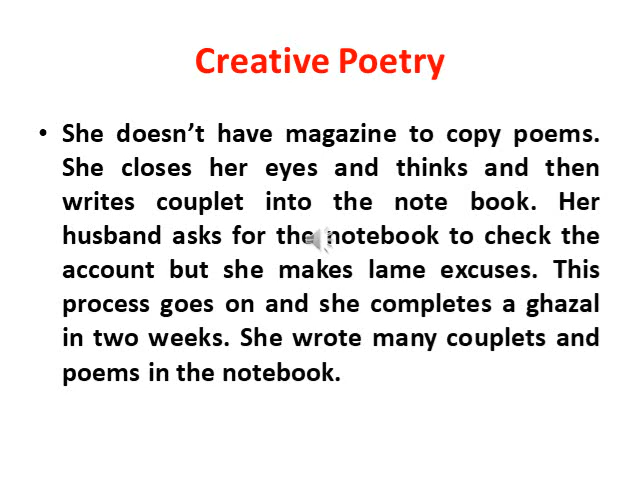 Creative Poetry
• She doesn’t have magazine to copy poems.
She closes her eyes and thinks and then
writes couplet into the note book. Her
husband asks for the notebook to check the
account but she makes lame excuses. This
process goes on and she completes a ghazal
in two weeks. She wrote many couplets and
poems in the notebook.